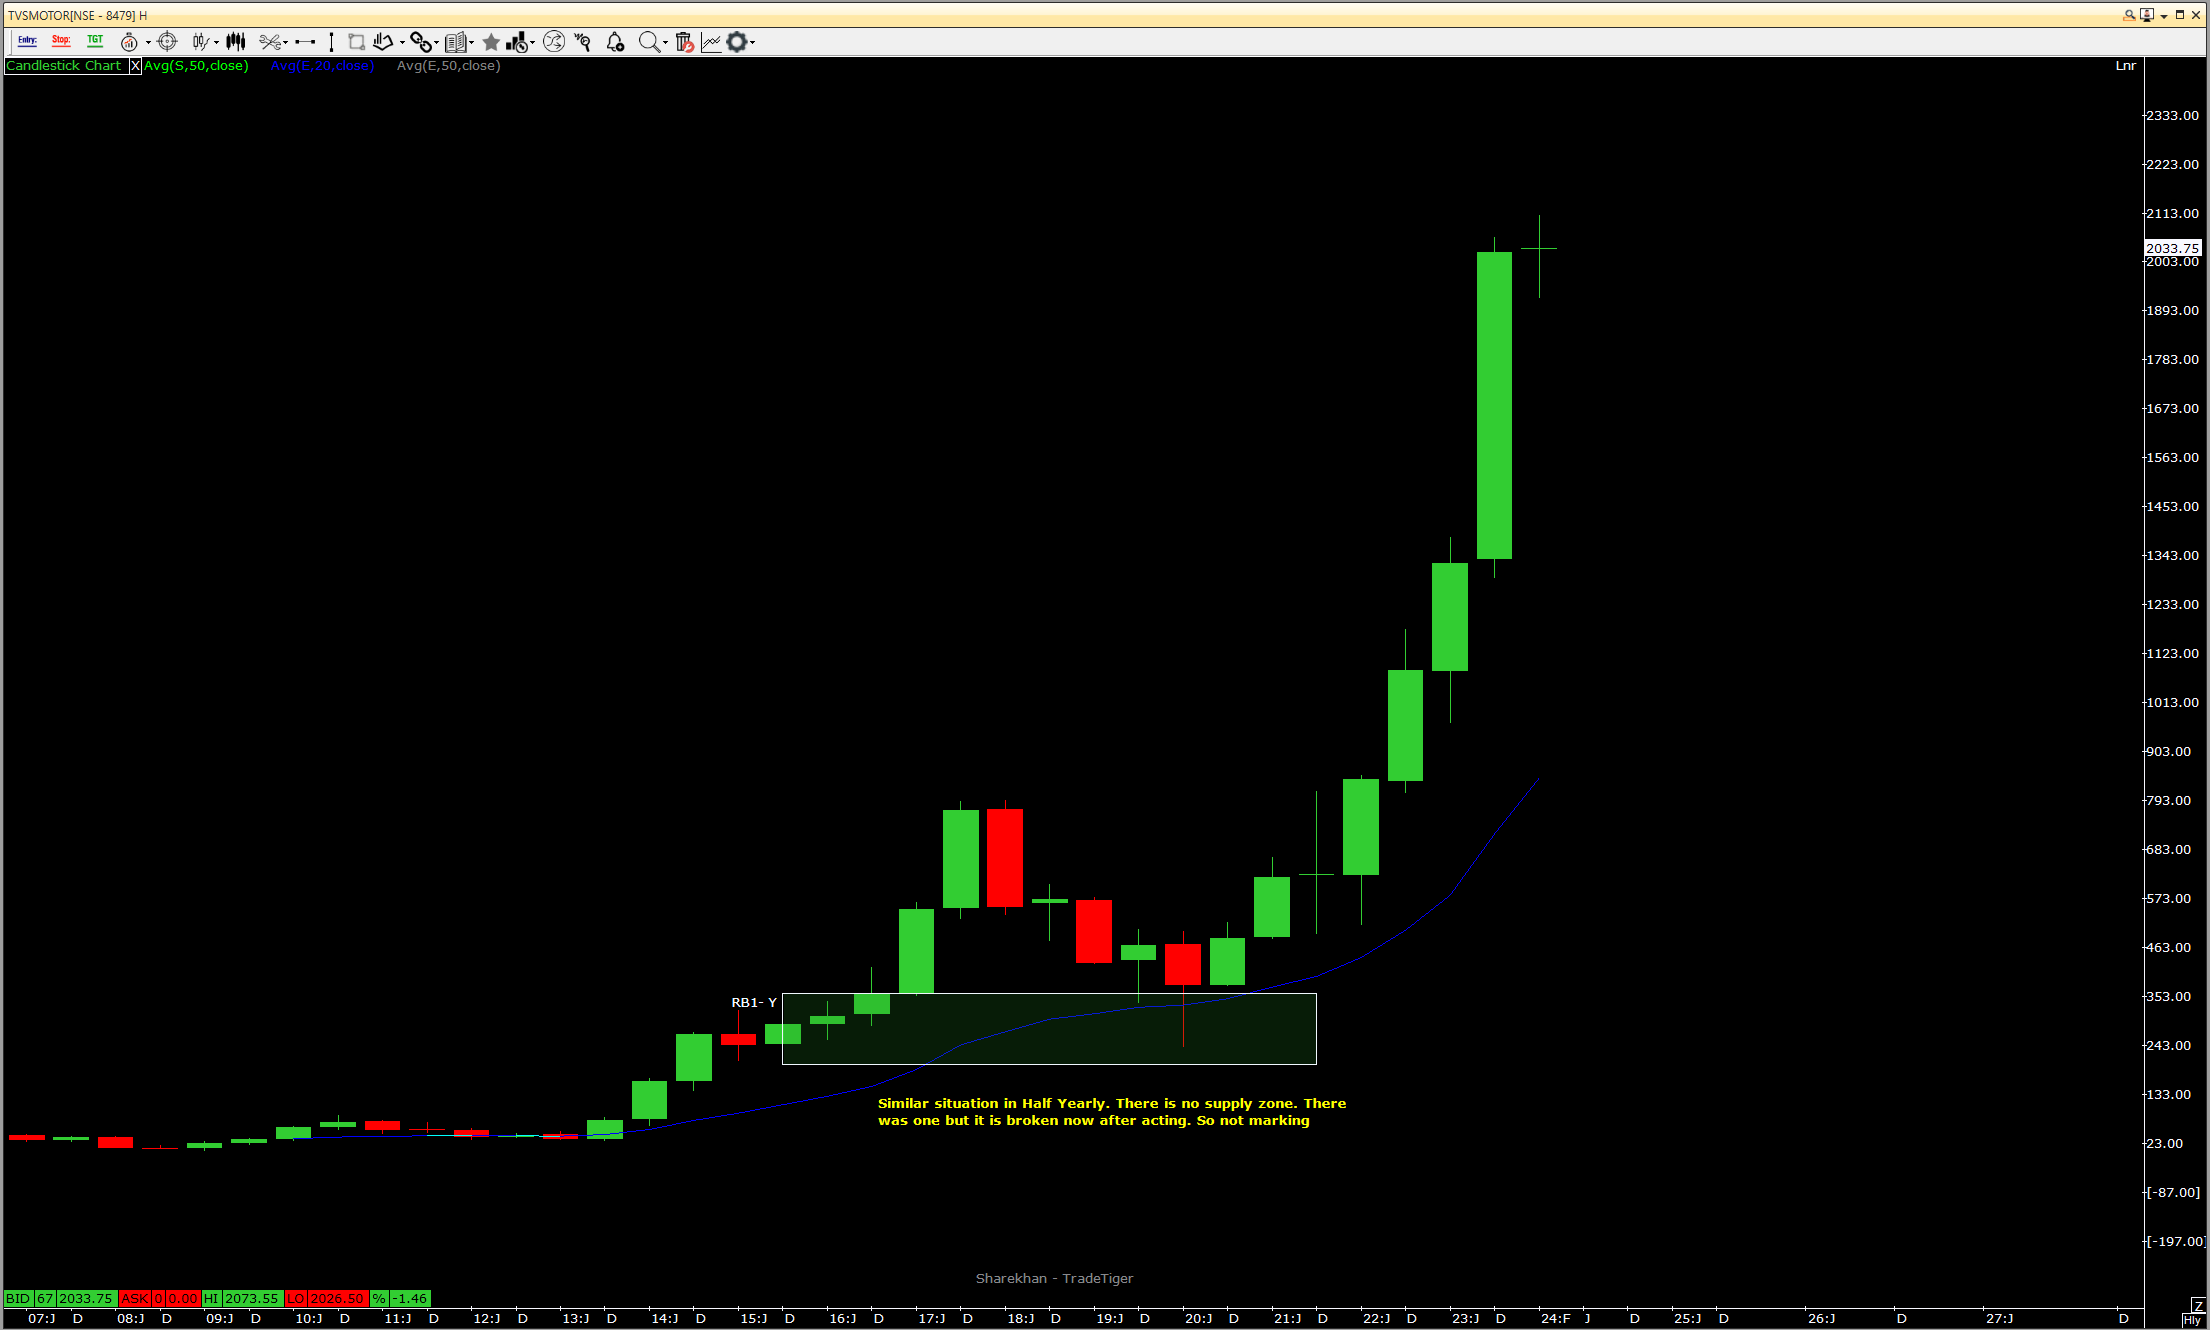 TVSMOTOR[NSE - 8479] H
Entry: Stop: TGT
Candlestick Chart X Avg(S,50,close) Avg(E,20,close) Avg(E,50,close)
Lnr
2333.00
2223.00
2113.00
2033.75
2003.00
1893.00
1783.00
1673.00
1563.00
1453.00
1343.00
1233.00
1123.00
1013.00
903.00
793.00
683.00
573.00
463.00
353.00
243.00
133.00
23.00
[-87.00]
[-197.00]
RB1- Y
Similar situation in Half Yearly. There is no supply zone. There
was one but it is broken now after acting. So not marking
Sharekhan - TradeTiger
BID 67 2033.75 ASK 0 0.00 HI 2073.55 LO 2026.50 % -1.46
07:J D 08:J D 09:J D 10:J D 11:J D 12:J D 13:J D 14:J D 15:J D 16:J D 17:J D 18:J D 19:J D 20:J D 21:J D 22:J D 23:J D 24:F J D 25:J D 26:J D 27:J D
Z
Hly